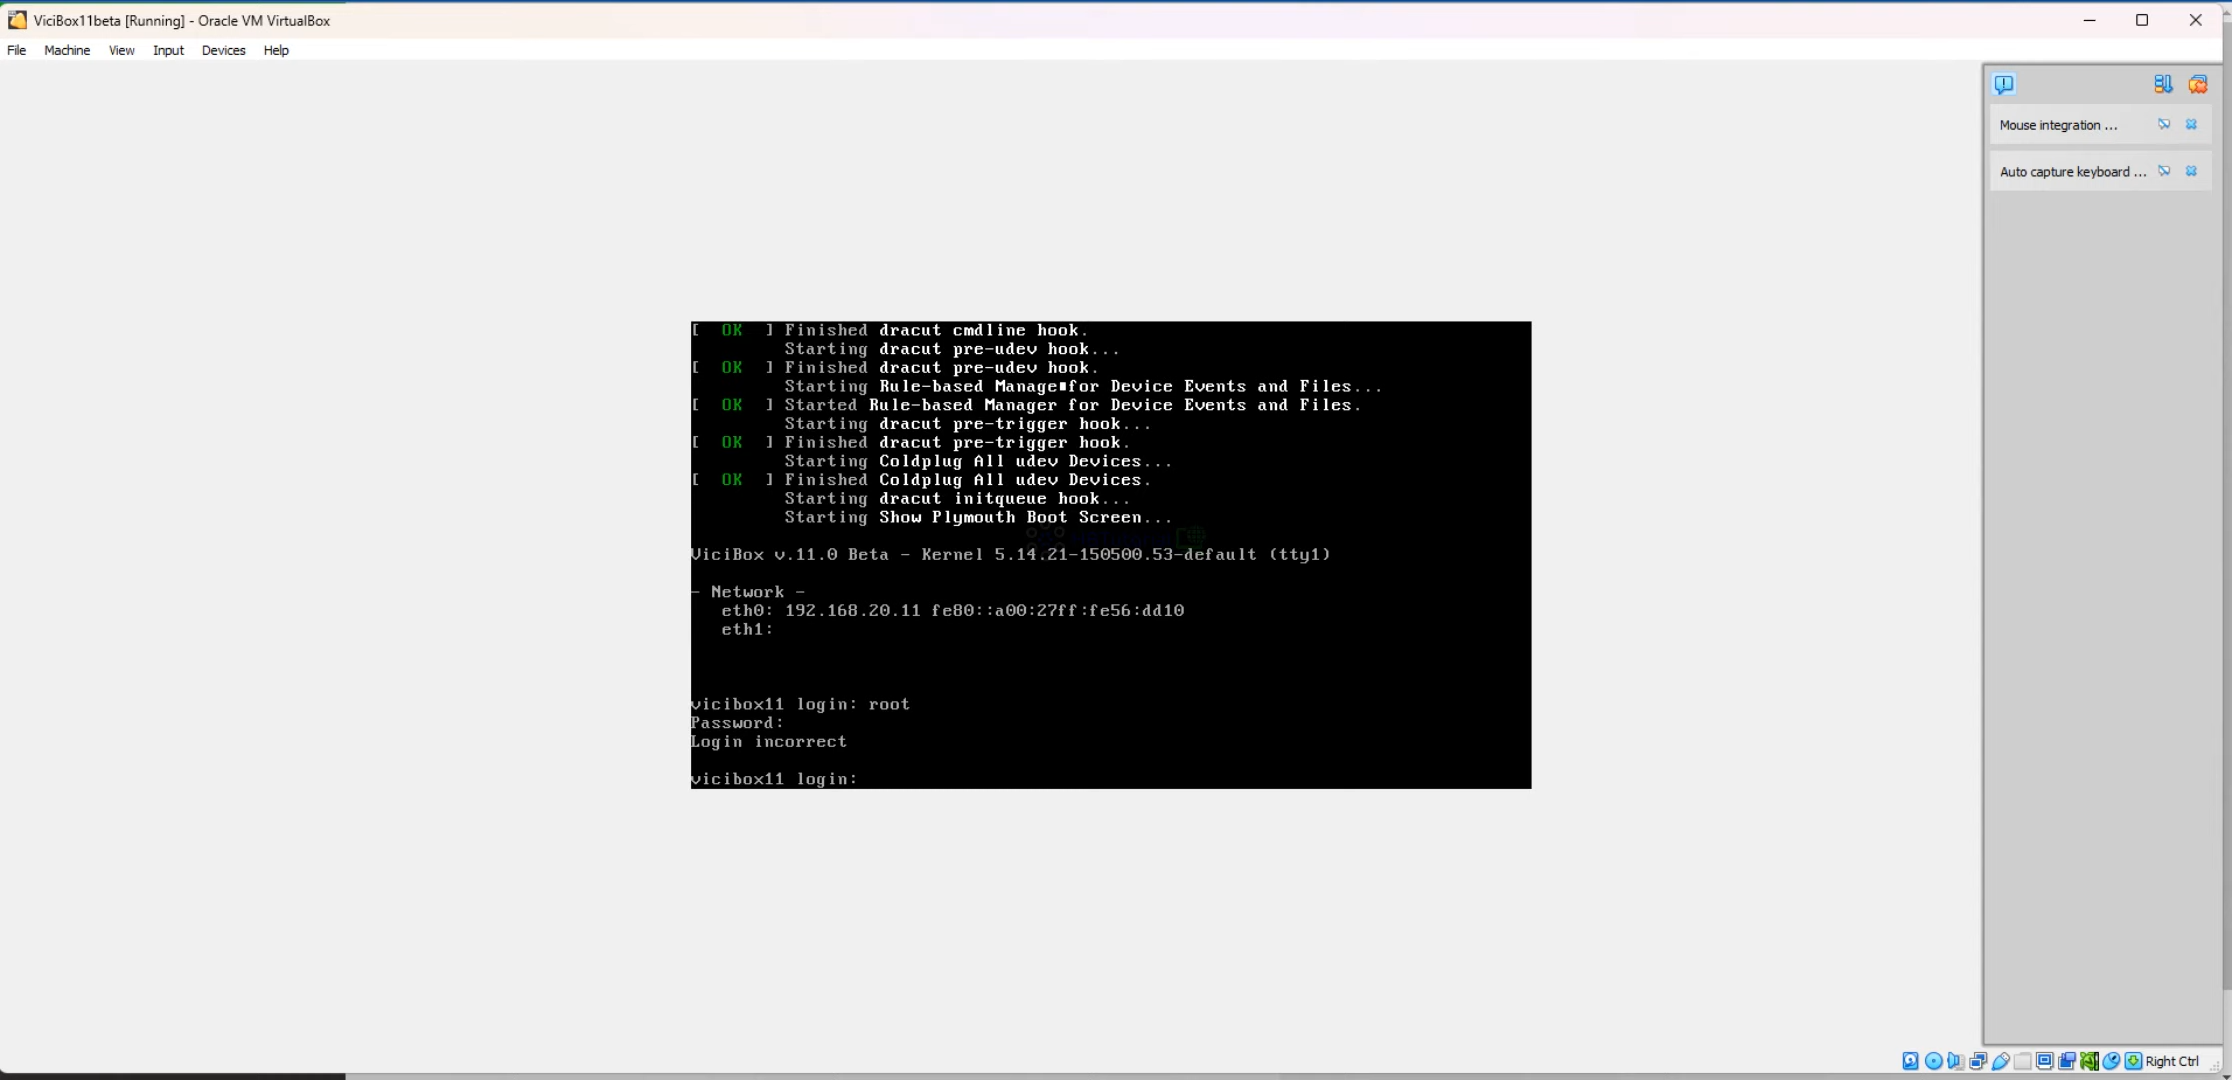 ViciBox11beta [Running] - Oracle VM VirtualBox
File Machine View Input Devices Help
Mouse integration ...
Auto capture keyboard ...
[  OK  ] Finished dracut cmdline hook.
Starting dracut pre-udev hook...
[  OK  ] Finished dracut pre-udev hook.
Starting Rule-based Manage for Device Events and Files...
[  OK  ] Started Rule-based Manager for Device Events and Files.
Starting dracut pre-trigger hook...
[  OK  ] Finished dracut pre-trigger hook.
Starting Coldplug All udev Devices...
[  OK  ] Finished Coldplug All udev Devices.
Starting dracut initqueue hook...
Starting Show Plymouth Boot Screen...
ViciBox v.11.0 Beta - Kernel 5.14.21-150500.53-default (tty1)
- Network -
eth0: 192.168.20.11 fe80::a00:27ff:fe56:dd10
eth1:
vicibox11 login: root
Password:
Login incorrect
vicibox11 login:
Right Ctrl